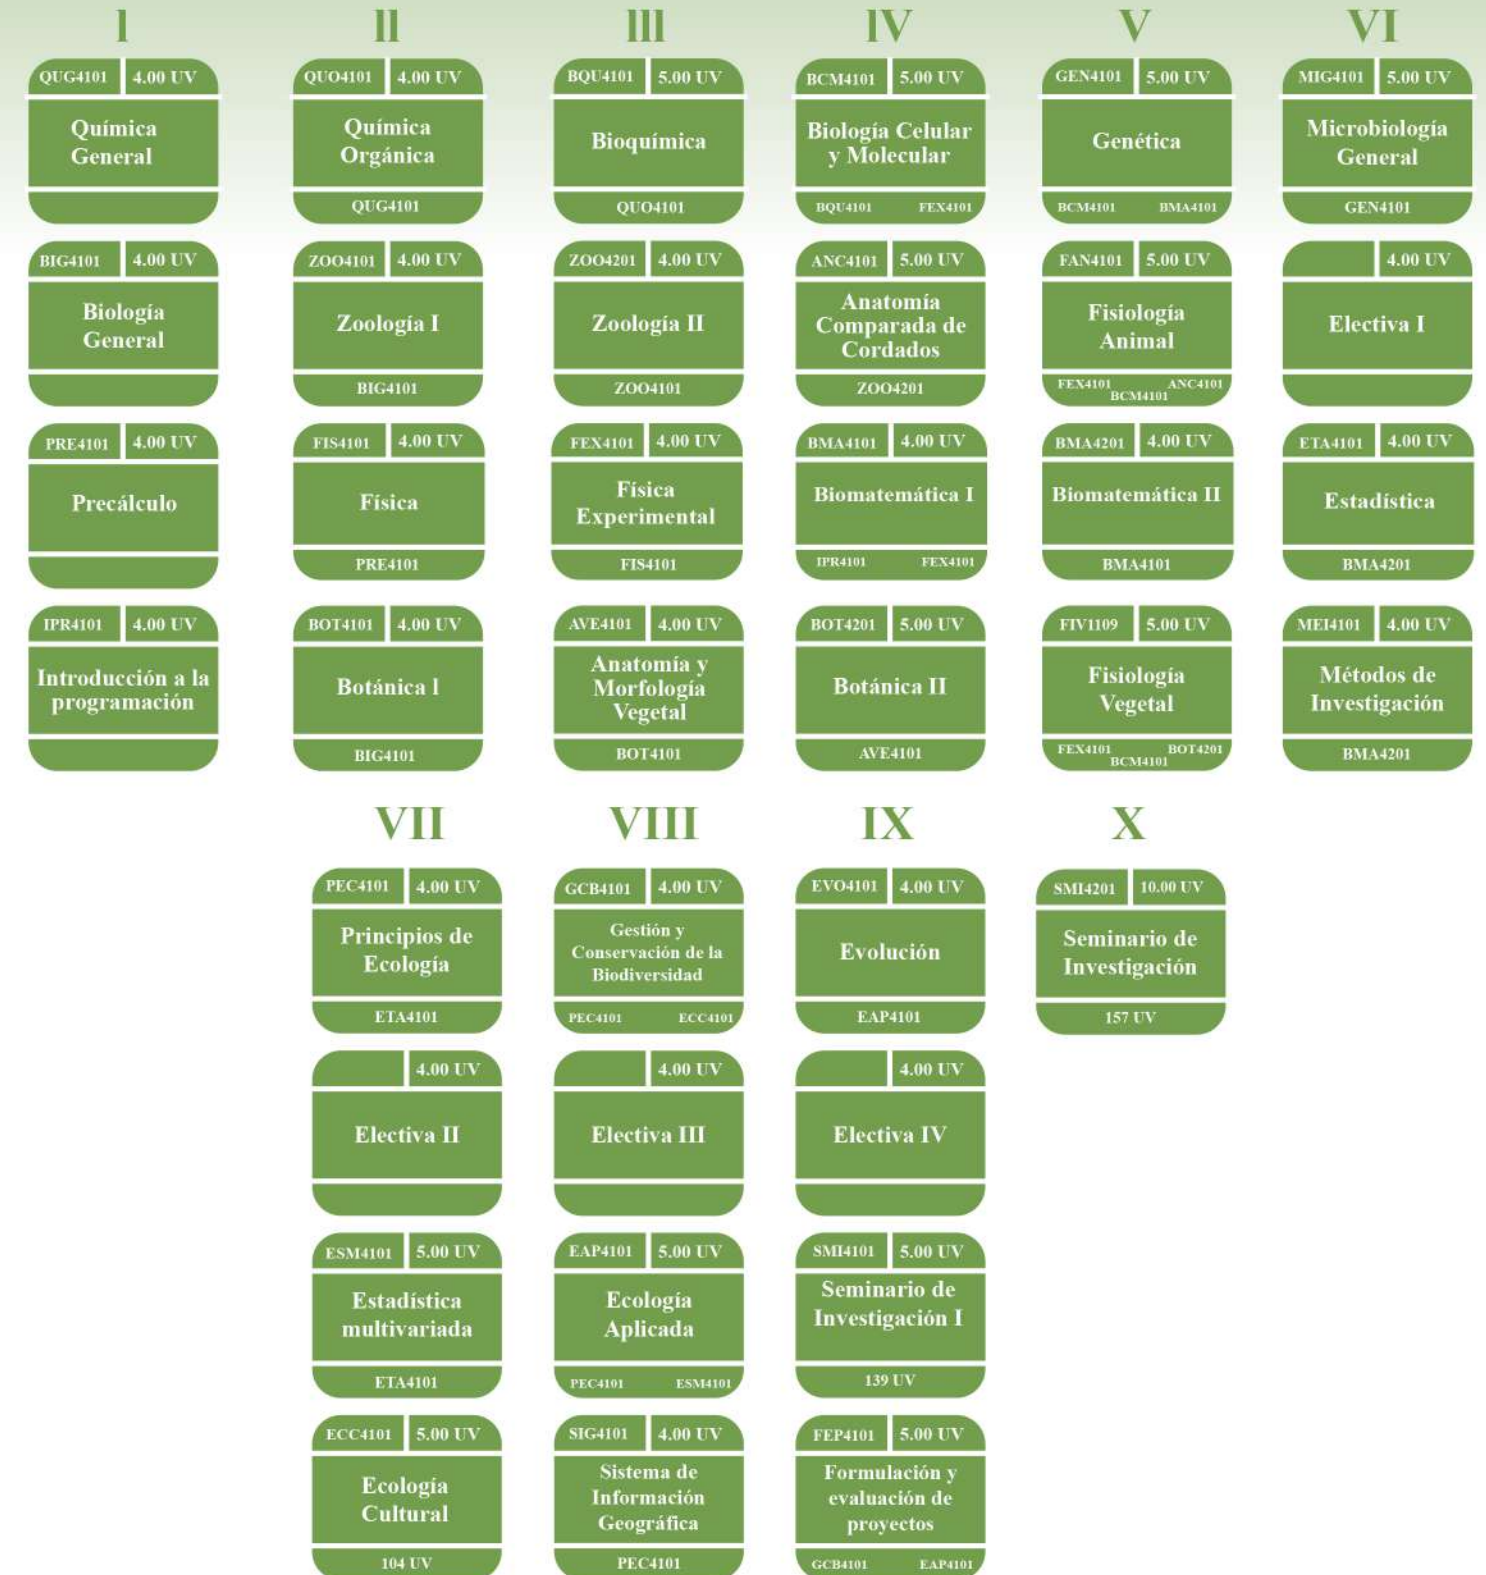 I
II
III
IV
V
VI
QUG4101 4.00 UV
Química
General
QUO4101 4.00 UV
Química
Orgánica
QUG4101
BQU4101 5.00 UV
Bioquímica
QUO4101
BCM4101 5.00 UV
Biología Celular
y Molecular
BQU4101 FEX4101
GEN4101 5.00 UV
Genética
BCM4101 BMA4101
MIG4101 5.00 UV
Microbiología
General
GEN4101
BIG4101 4.00 UV
Biología
General
ZOO4101 4.00 UV
Zoología I
BIG4101
ZOO4201 4.00 UV
Zoología II
ZOO4101
ANC4101 5.00 UV
Anatomía
Comparada de
Cordados
ZOO4201
FAN4101 5.00 UV
Fisiología
Animal
FEX4101 ANC4101
BCM4101
4.00 UV
Electiva I
PRE4101 4.00 UV
Precálculo
FIS4101 4.00 UV
Física
PRE4101
FEX4101 4.00 UV
Física
Experimental
FIS4101
BMA4101 4.00 UV
Biomatemática I
IPR4101 FEX4101
BMA4201 4.00 UV
Biomatemática II
BMA4101
ETA4101 4.00 UV
Estadística
BMA4201
IPR4101 4.00 UV
Introducción a la
programación
BOT4101 4.00 UV
Botánica l
BIG4101
AVE4101 4.00 UV
Anatomía y
Morfología
Vegetal
BOT4101
BOT4201 5.00 UV
Botánica II
AVE4101
FIV1109 5.00 UV
Fisiología
Vegetal
FEX4101 BOT4201
BCM4101
MEI4101 4.00 UV
Métodos de
Investigación
BMA4201
VII
VIII
IX
X
PEC4101 4.00 UV
Principios de
Ecología
ETA4101
GCB4101 4.00 UV
Gestión y
Conservación de la
Biodiversidad
PEC4101 ECC4101
EVO4101 4.00 UV
Evolución
EAP4101
SMI4201 10.00 UV
Seminario de
Investigación
157 UV
4.00 UV
Electiva II
4.00 UV
Electiva III
4.00 UV
Electiva IV
ESM4101 5.00 UV
Estadística
multivariada
ETA4101
EAP4101 5.00 UV
Ecología
Aplicada
PEC4101 ESM4101
SMI4101 5.00 UV
Seminario de
Investigación I
139 UV
ECC4101 5.00 UV
Ecología
Cultural
104 UV
SIG4101 4.00 UV
Sistema de
Información
Geográfica
PEC4101
FEP4101 5.00 UV
Formulación y
evaluación de
proyectos
GCB4101 EAP4101